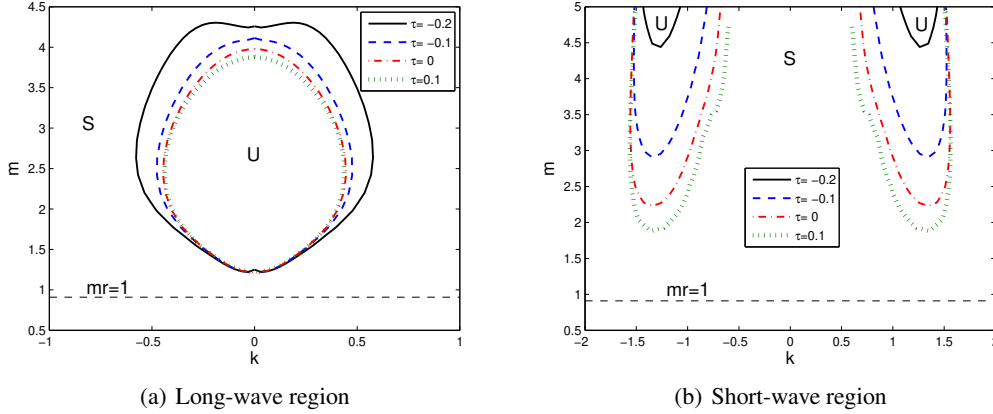 5
4.5
4
3.5
3
2.5
2
1.5
1
0.5
m
−1
−0.5
0
0.5
1
k
S
U
mr=1
τ= −0.2
τ= −0.1
τ= 0
τ=0.1
(a) Long-wave region
5
4.5
4
3.5
3
2.5
2
1.5
1
0.5
m
−2
−1.5
−1
−0.5
0
0.5
1
1.5
2
k
U
S
U
mr=1
τ= −0.2
τ= −0.1
τ= 0
τ=0.1
(b) Short-wave region